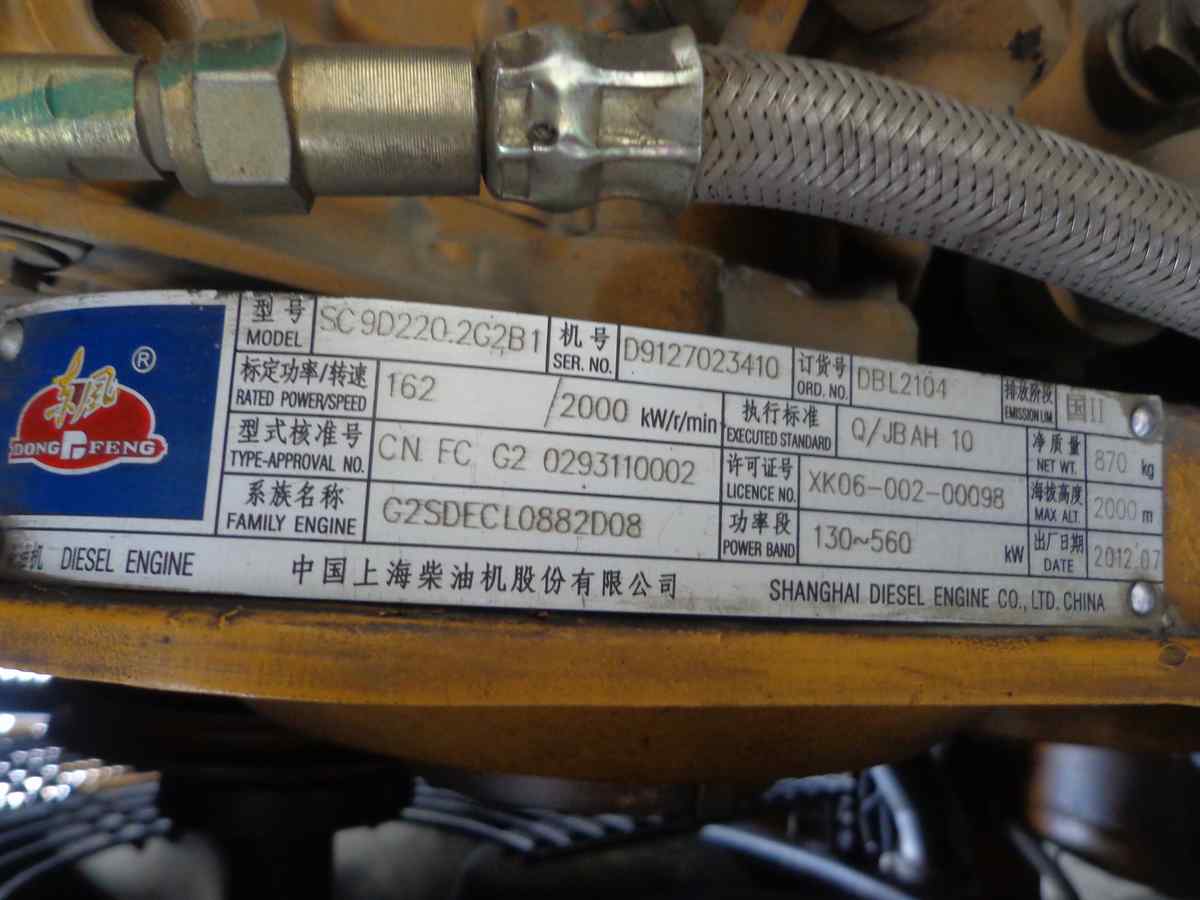 东风 ®
DONG FENG
型号 MODEL SC9D220.2G2B1 机号 SER. NO. D9127023410 订货号 ORD. NO. DBL2104 排放阶段 EMISSION LIM 国II
标定功率/转速 RATED POWER/SPEED 162 /2000 kW/r/min 执行标准 EXECUTED STANDARD Q/JBAH 10 净质量 NET WT. 870 kg
型式核准号 TYPE-APPROVAL NO. CN FC G2 0293110002 许可证号 LICENCE NO. XK06-002-00098 海拔高度 MAX ALT. 2000 m
系族名称 FAMILY ENGINE G2SDECL0882D08 功率段 POWER BAND 130~560 kW 出厂日期 DATE 2012.07
机 DIESEL ENGINE 中国上海柴油机股份有限公司 SHANGHAI DIESEL ENGINE CO., LTD. CHINA